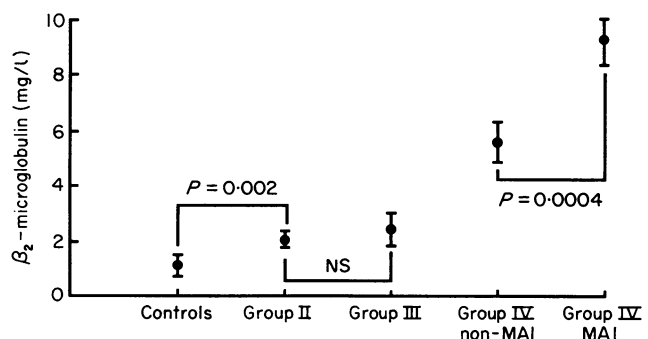 β2-microglobulin (mg/l)
10
8
6
4
2
0
P = 0·002
NS
P = 0·0004
Controls
Group II
Group III
Group IV
non-MAI
Group IV
MAI